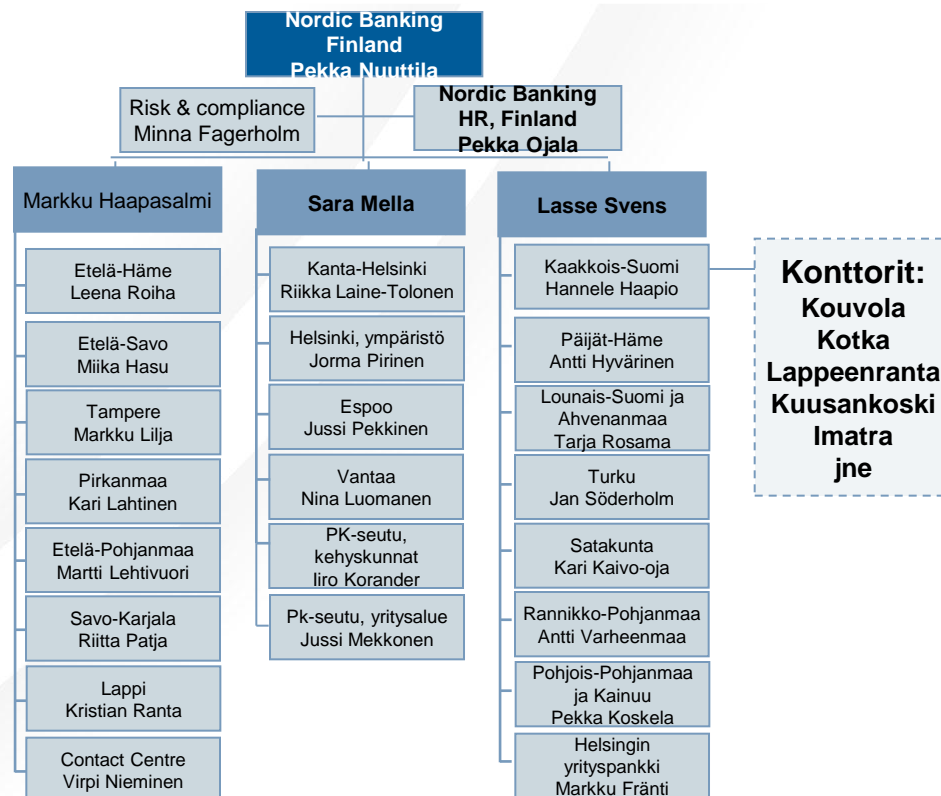 Nordic Banking
Finland
Pekka Nuuttila
Risk & compliance
Minna Fagerholm
Nordic Banking
HR, Finland
Pekka Ojala
Markku Haapasalmi
Etelä-Häme
Leena Roiha
Etelä-Savo
Miika Hasu
Tampere
Markku Lilja
Pirkanmaa
Kari Lahtinen
Etelä-Pohjanmaa
Martti Lehtivuori
Savo-Karjala
Riitta Patja
Lappi
Kristian Ranta
Contact Centre
Virpi Nieminen
Sara Mella
Kanta-Helsinki
Riikka Laine-Tolonen
Helsinki, ympäristö
Jorma Pirinen
Espoo
Jussi Pekkinen
Vantaa
Nina Luomanen
PK-seutu,
kehyskunnat
Iiro Korander
Pk-seutu, yritysalue
Jussi Mekkonen
Lasse Svens
Kaakkois-Suomi
Hannele Haapio
Päijät-Häme
Antti Hyvärinen
Lounais-Suomi ja
Ahvenanmaa
Tarja Rosama
Turku
Jan Söderholm
Satakunta
Kari Kaivo-oja
Rannikko-Pohjanmaa
Antti Varheenmaa
Pohjois-Pohjanmaa
ja Kainuu
Pekka Koskela
Helsingin
yrityspankki
Markku Fränti
Konttorit:
Kouvola
Kotka
Lappeenranta
Kuusankoski
Imatra
jne